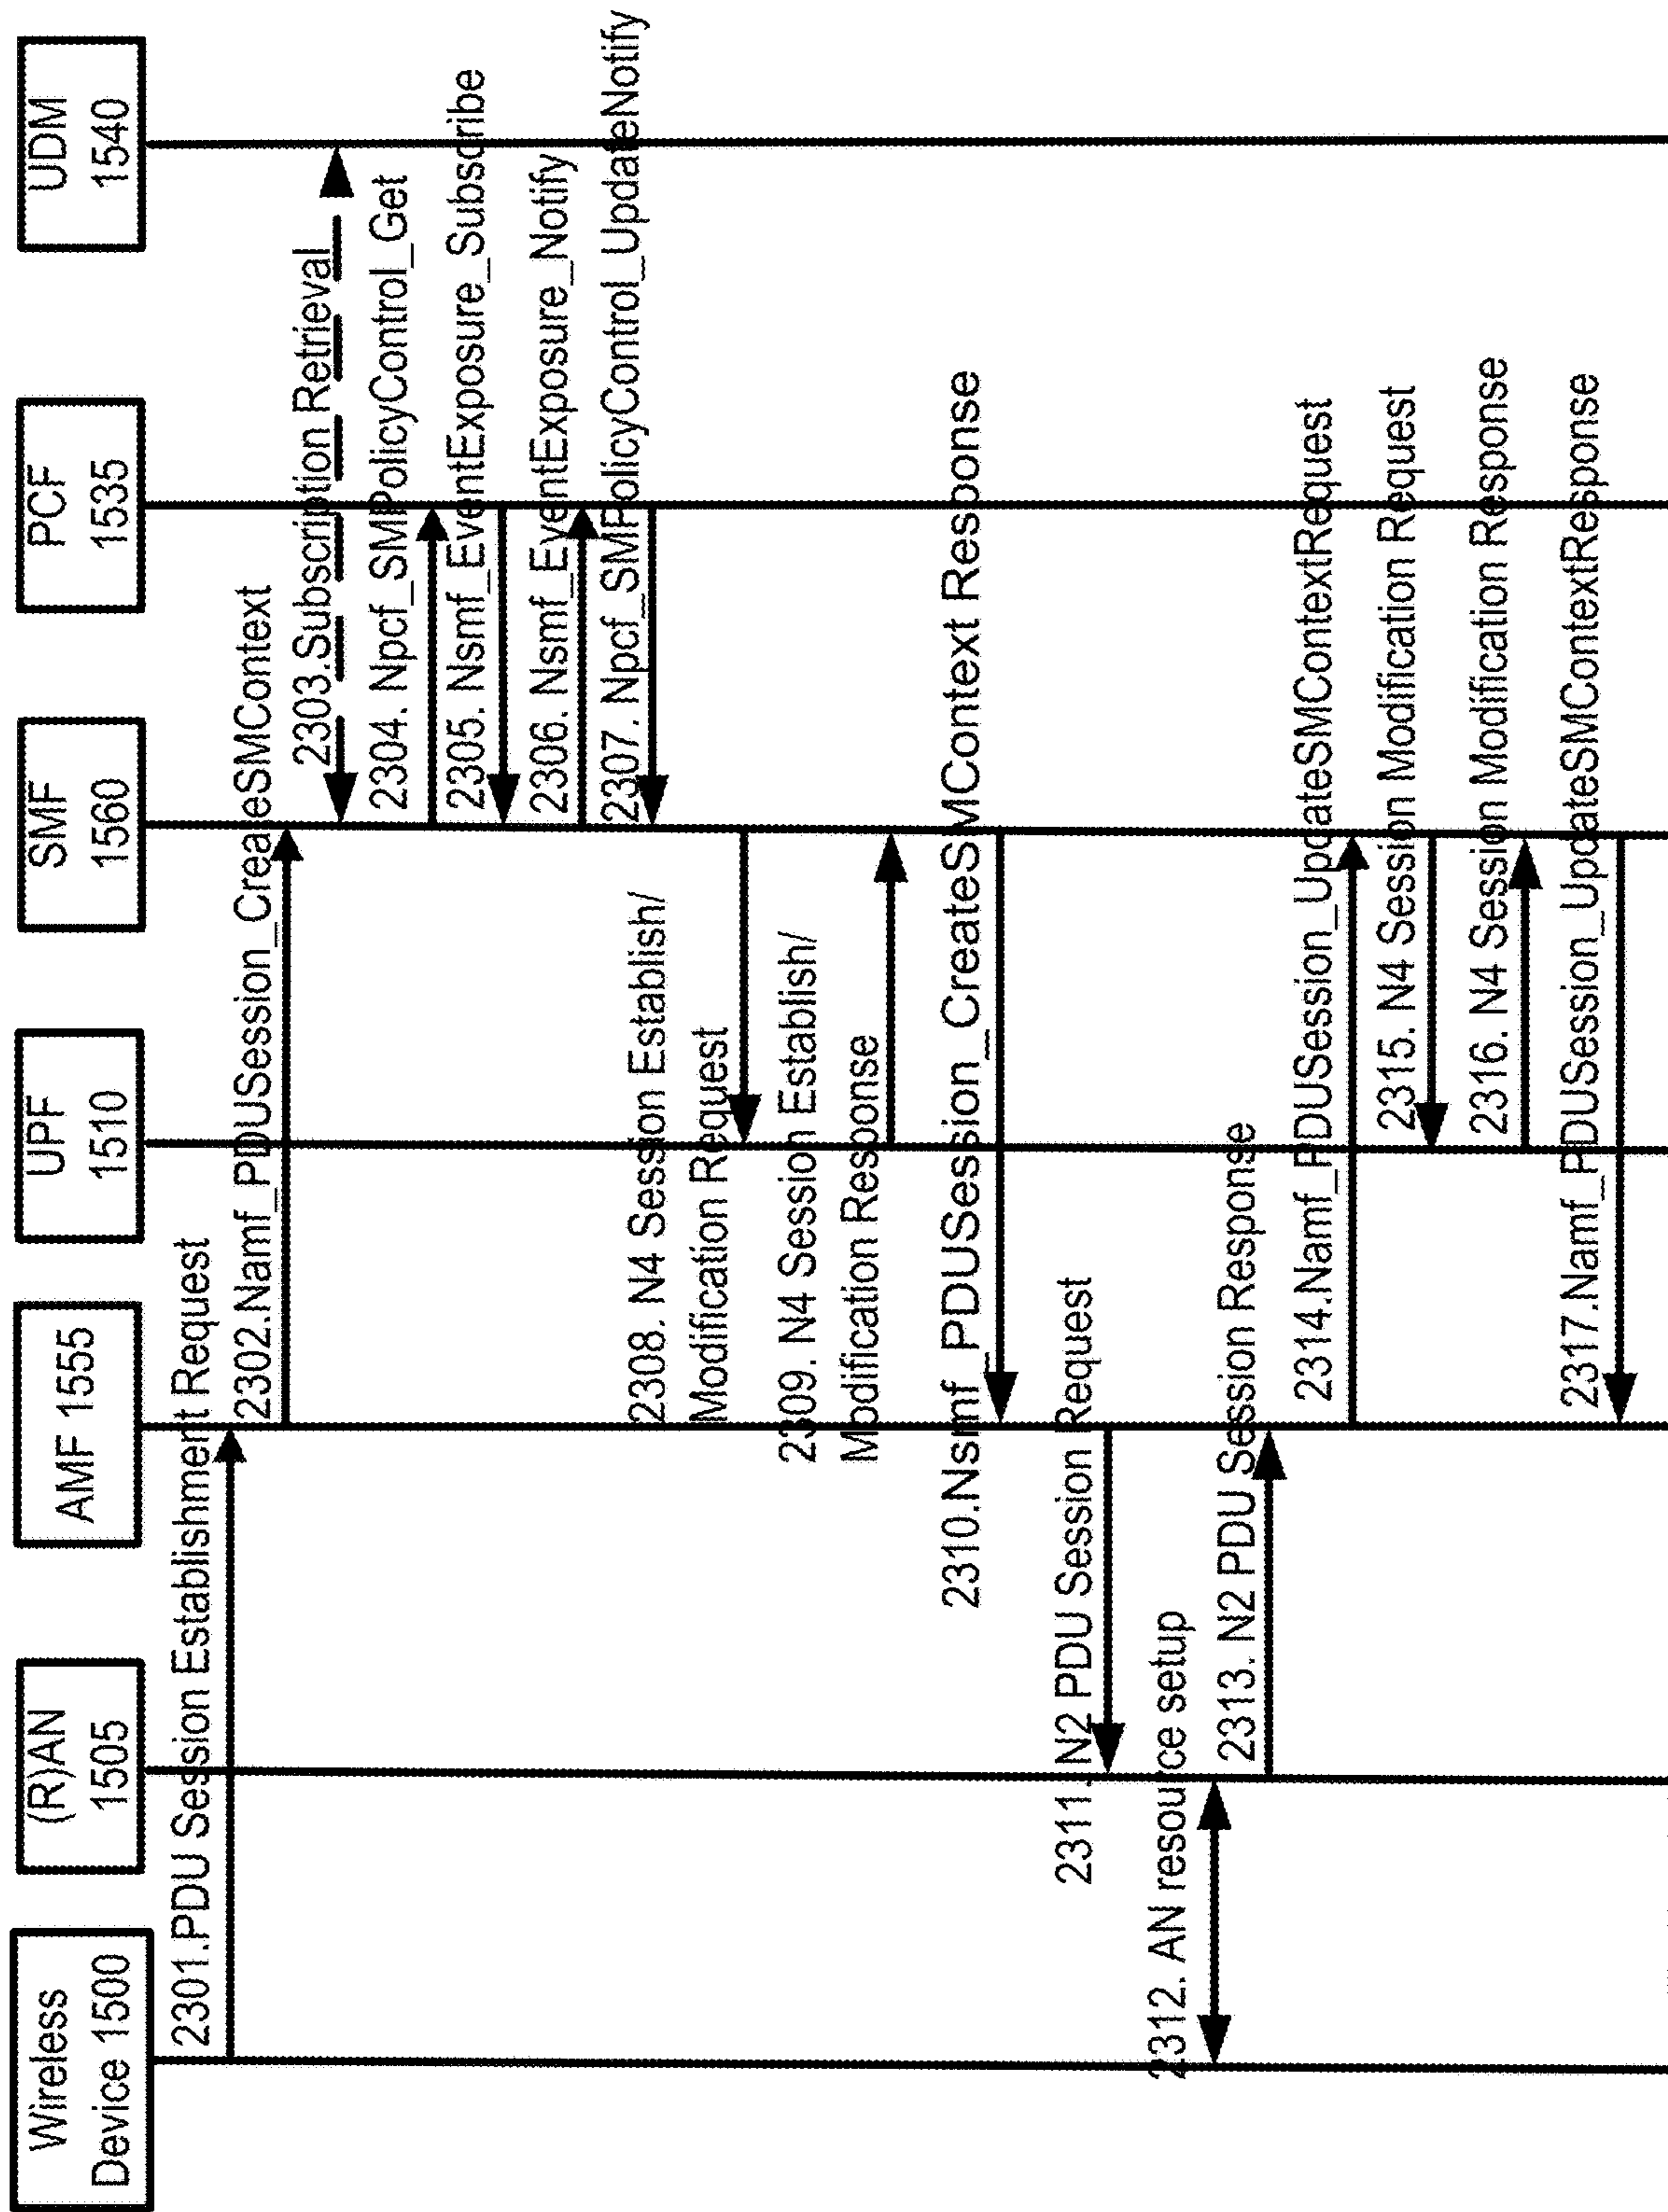 Wireless
Device 1500
(R)AN
1505
AMF 1555
UPF
1510
SMF
1560
PCF
1535
UDM
1540
2301.PDU Session Establishment Request
2302.Namf_PDUSession_CreateSMContext
2303.Subscription Retrieval
2304. Npcf_SMPolicyControl_Get
2305. Nsmf_EventExposure_Subscribe
2306. Nsmf_EventExposure_Notify
2307. Npcf_SMPolicyControl_UpdateNotify
2308. N4 Session Establish/
Modification Request
2309. N4 Session Establish/
Modification Response
2310.Nsmf_PDUSession_CreateSMContext Response
2311. N2 PDU Session Request
2312. AN resource setup
2313. N2 PDU Session Response
2314.Namf_PDUSession_UpdateSMContextRequest
2315. N4 Session Modification Request
2316. N4 Session Modification Response
2317.Namf_PDUSession_UpdateSMContextResponse